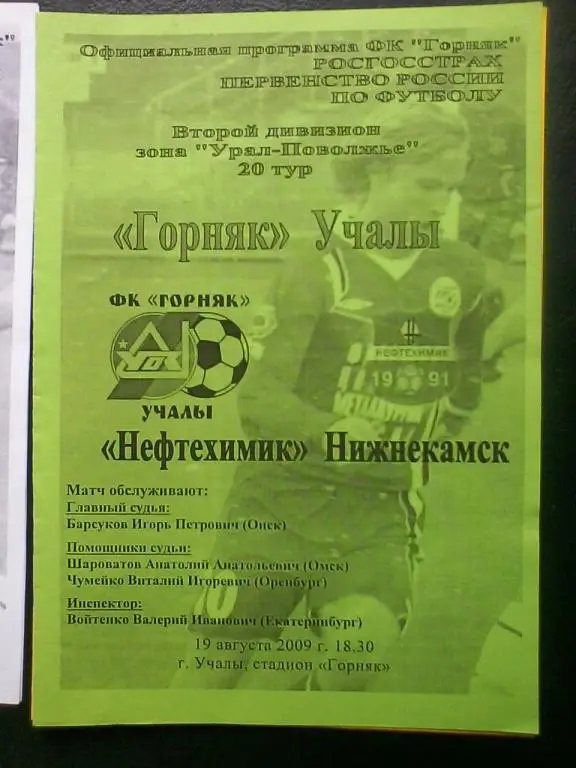 Официальная программа ФК "Горняк"
РОСГОССТРАХ
ПЕРВЕНСТВО РОССИИ
ПО ФУТБОЛУ
Второй дивизион
зона "Урал-Поволжье"
20 тур
«Горняк» Учалы
ФК «ГОРНЯК»
УГОК
НЕФТЕХИМИК
1991
УЧАЛЫ
«Нефтехимик» Нижнекамск
Матч обслуживают:
Главный судья:
Барсуков Игорь Петрович (Омск)
Помощники судьи:
Шароватов Анатолий Анатольевич (Омск)
Чумейко Виталий Игоревич (Оренбург)
Инспектор:
Войтенко Валерий Иванович (Екатеринбург)
19 августа 2009 г. 18.30
г. Учалы, стадион «Горняк»